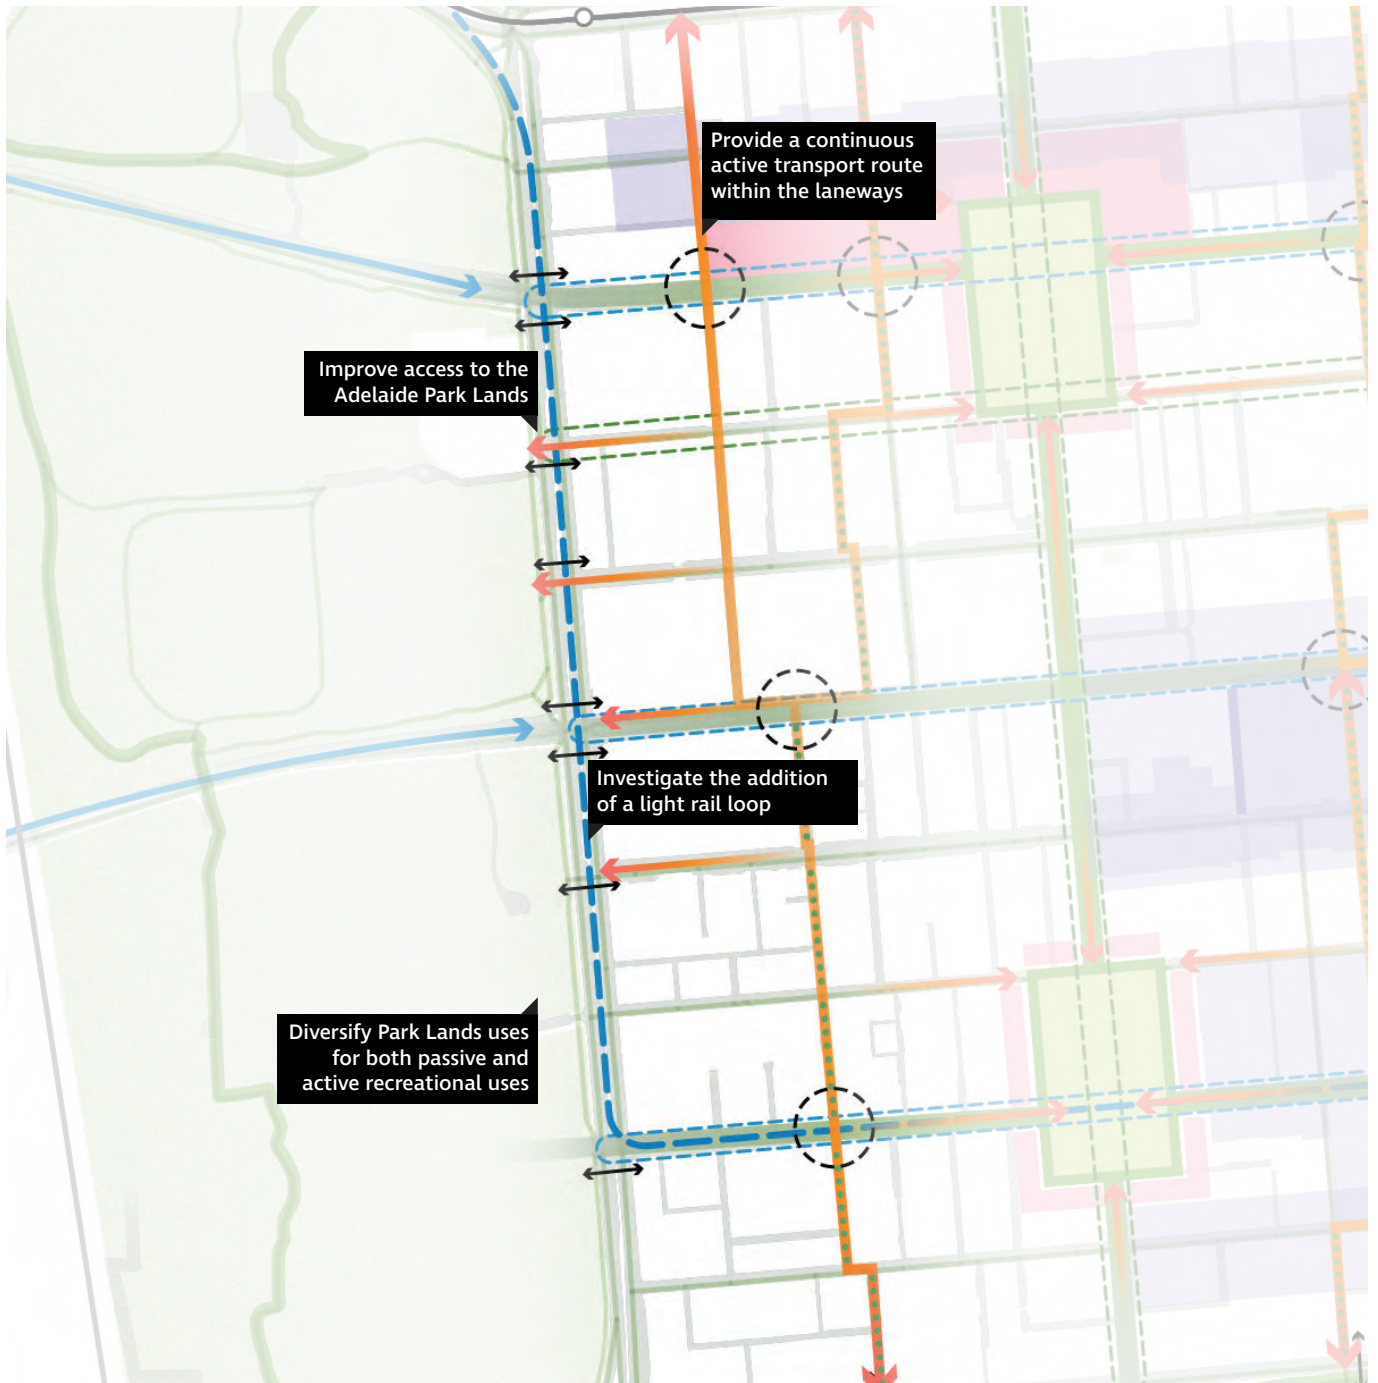 Provide a continuous
active transport route
within the laneways
Improve access to the
Adelaide Park Lands
Investigate the addition
of a light rail loop
Diversify Park Lands uses
for both passive and
active recreational uses